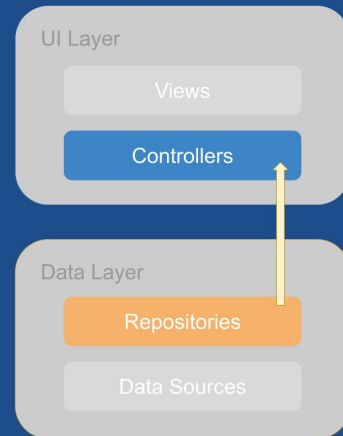 UI Layer
Views
Controllers
Data Layer
Repositories
Data Sources